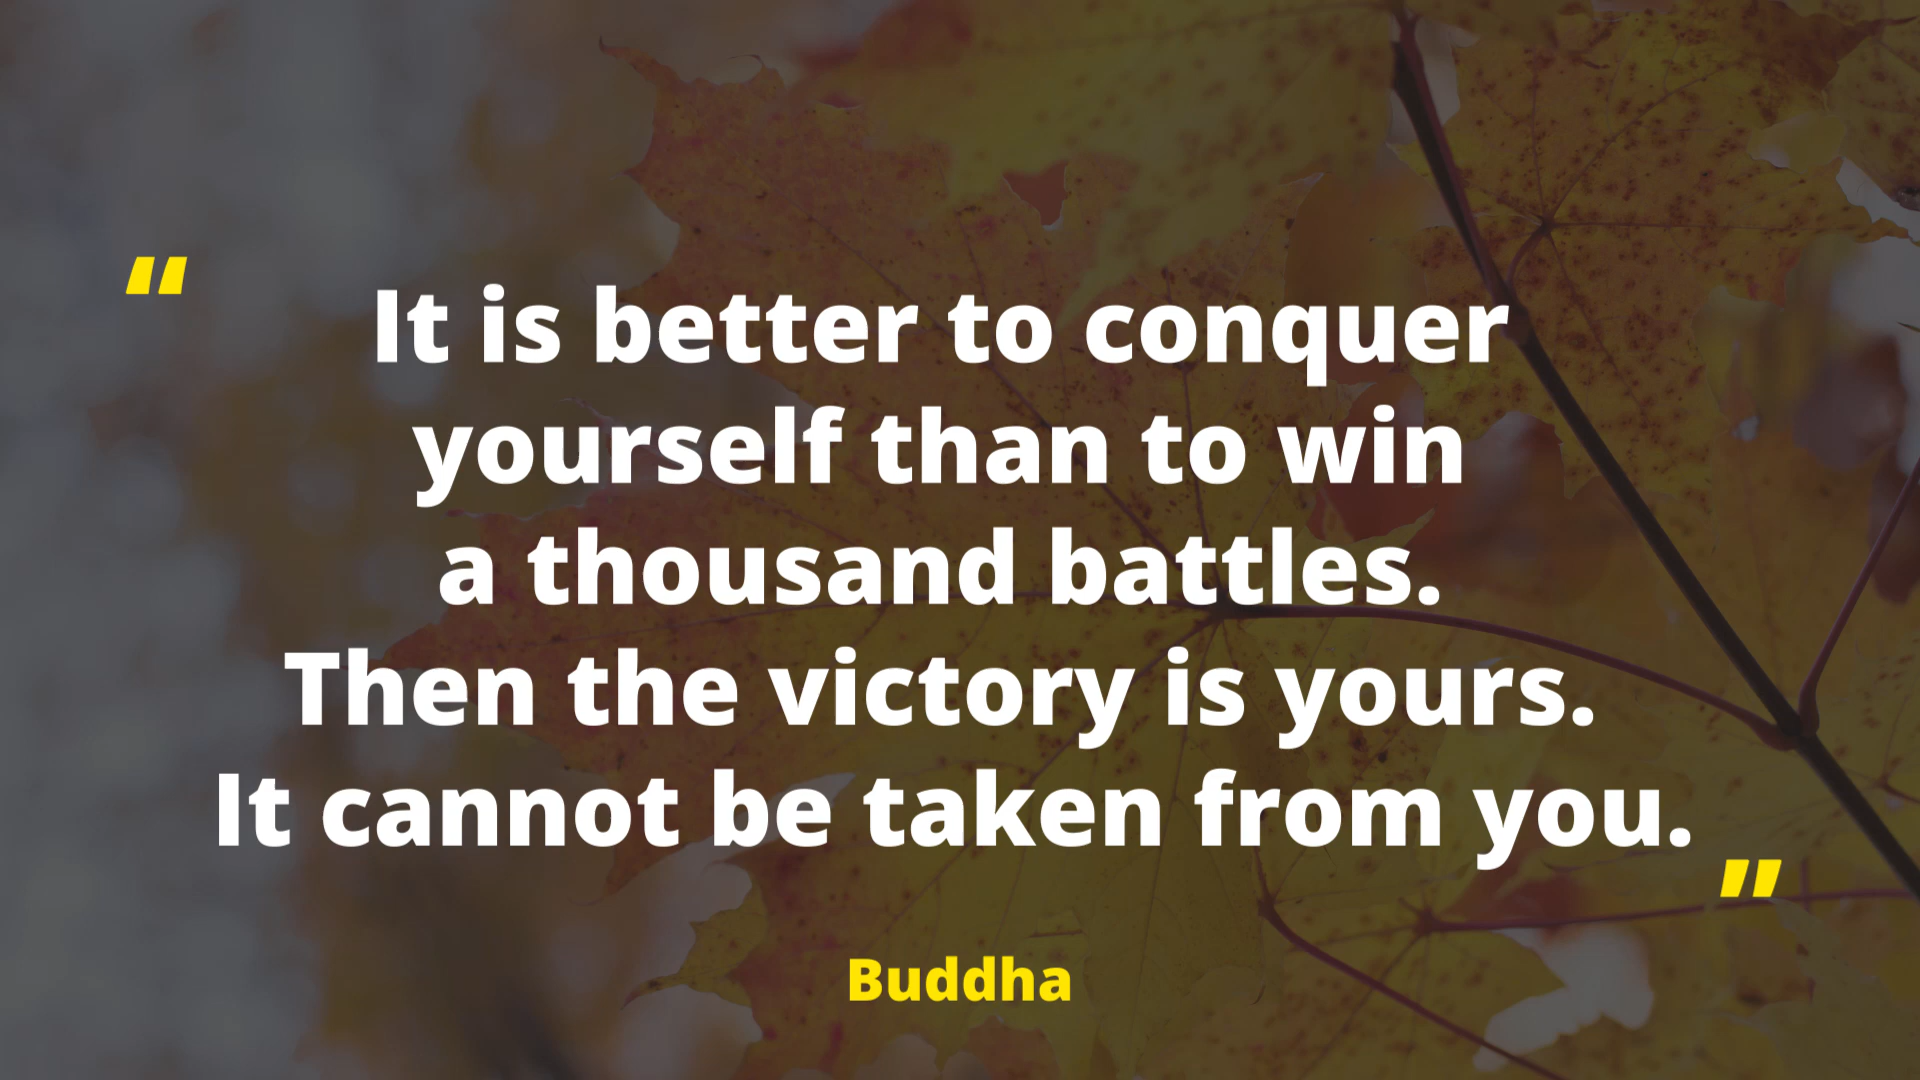 “
It is better to conquer
yourself than to win
a thousand battles.
Then the victory is yours.
It cannot be taken from you.
”
Buddha